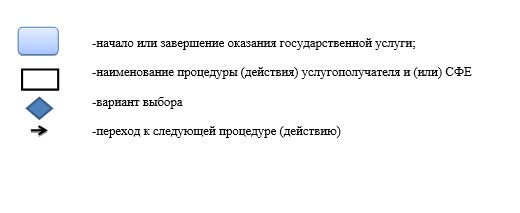 -начало или завершение оказания государственной услуги;
-наименование процедуры (действия) услугополучателя и (или) СФЕ
-вариант выбора
-переход к следующей процедуре (действию)